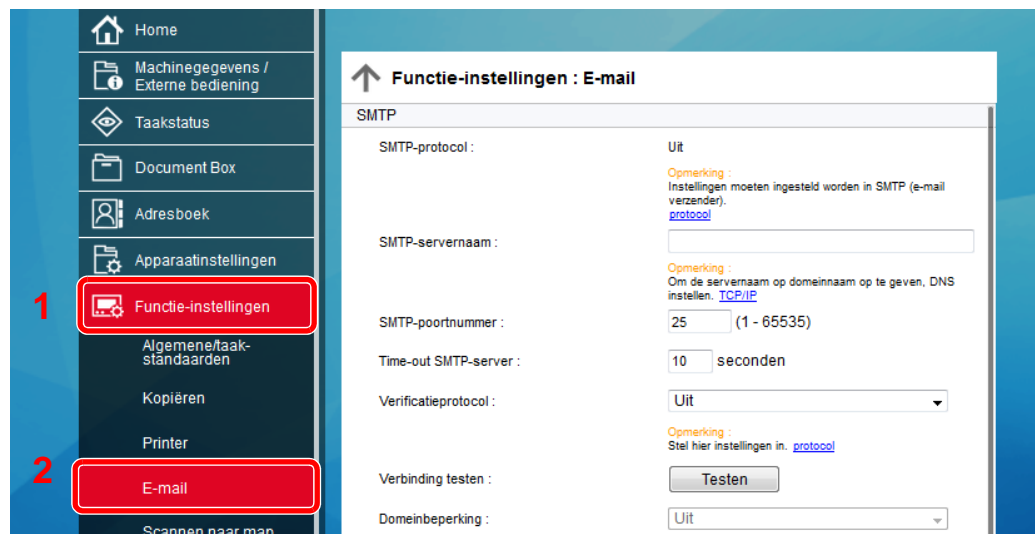 Home
Machinegegevens /
Externe bediening
Taakstatus
Document Box
Adresboek
Apparaatinstellingen
1
Functie-instellingen
Algemene/taak-
standaarden
Kopiëren
Printer
2
E-mail
Scannen naar map
Functie-instellingen : E-mail
SMTP
SMTP-protocol : Uit
Opmerking :
Instellingen moeten ingesteld worden in SMTP (e-mail
verzender).
protocol
SMTP-servernaam :
Opmerking :
Om de servernaam op domeinnaam op te geven, DNS
instellen. TCP/IP
SMTP-poortnummer : 25 (1 - 65535)
Time-out SMTP-server : 10 seconden
Verificatieprotocol : Uit
Opmerking :
Stel hier instellingen in. protocol
Verbinding testen : Testen
Domeinbeperking : Uit